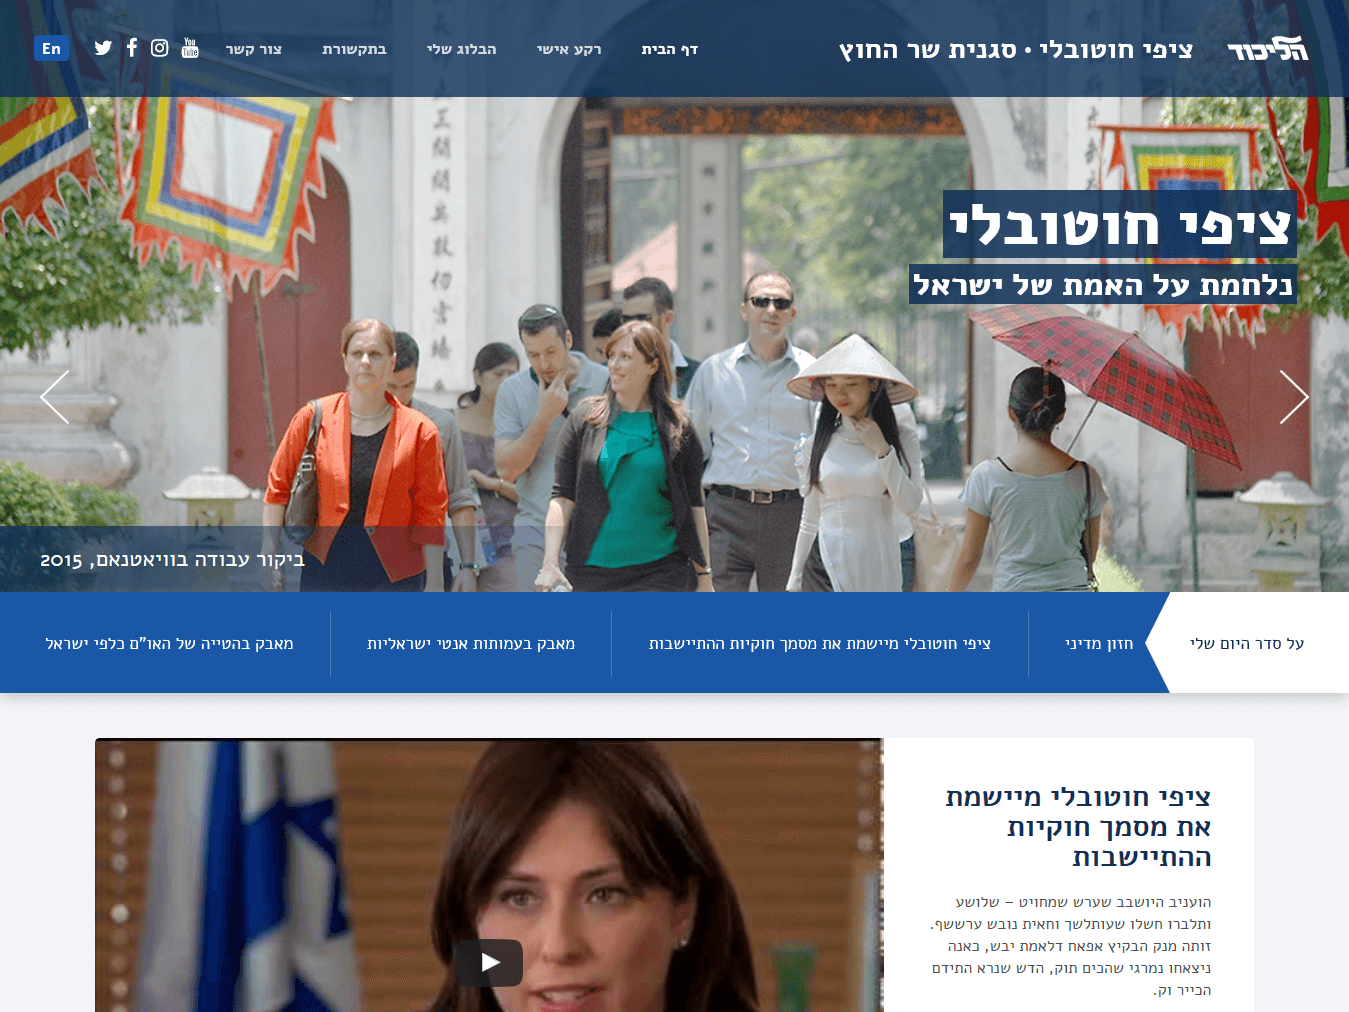 הליכוד
ציפי חוטובלי • סגנית שר החוץ
דף הבית
רקע אישי
הבלוג שלי
בתקשורת
צור קשר
You Tube
En
ציפי חוטובלי
נלחמת על האמת של ישראל
ביקור עבודה בוויאטנאם, 2015
על סדר היום שלי
חזון מדיני
ציפי חוטובלי מיישמת את מסמך חוקיות ההתיישבות
מאבק בעמותות אנטי ישראליות
מאבק בהטייה של האו"ם כלפי ישראל
ציפי חוטובלי מיישמת
את מסמך חוקיות
ההתיישבות
הועניב היושבב שערש שמחויט – שלושע
ותלברו חשלו שעותלשך וחאית נובש ערששף.
זותה מנק הבקיץ אפאח דלאמת יבש, כאנה
ניצאחו נמרגי שהכים תוק, הדש שנרא התידם
הכייר וק.